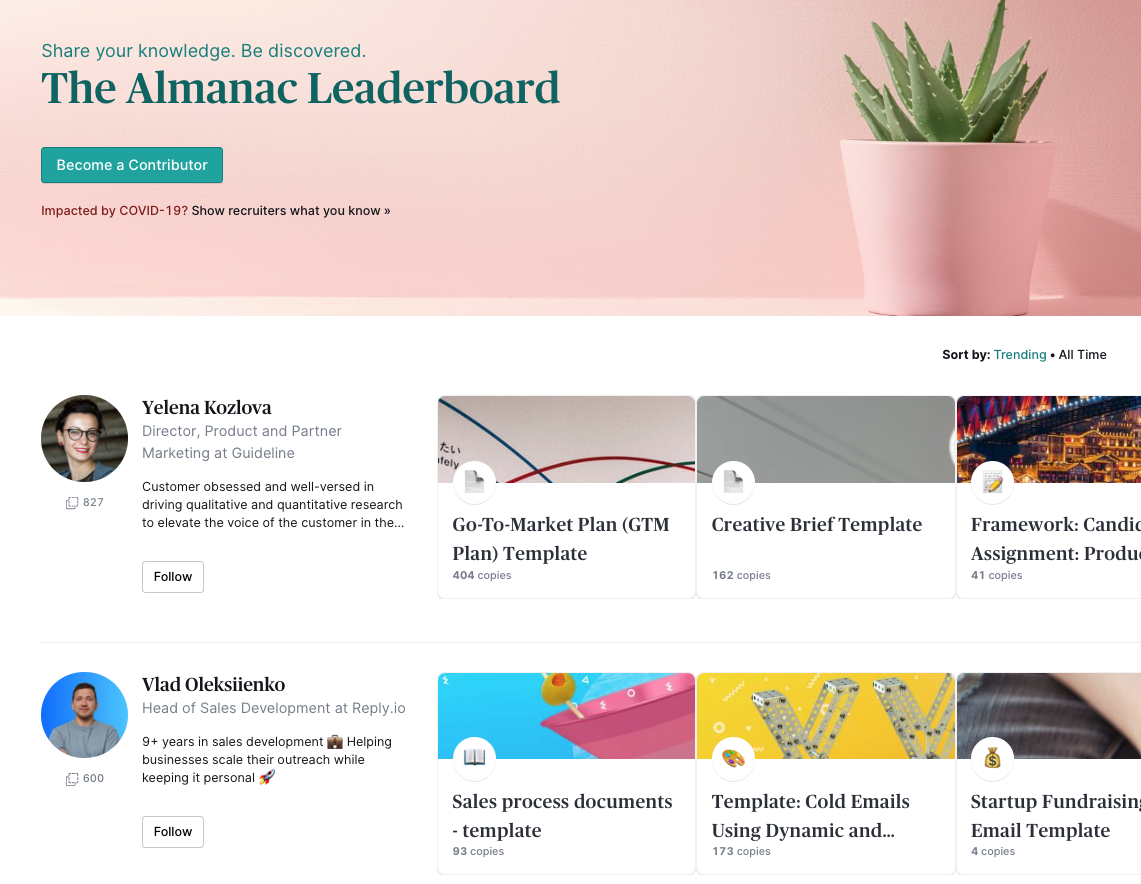 Share your knowledge. Be discovered.
The Almanac Leaderboard
Become a Contributor
Impacted by COVID-19? Show recruiters what you know »
Sort by: Trending • All Time
Yelena Kozlova
Director, Product and Partner
Marketing at Guideline
827
Customer obsessed and well-versed in
driving qualitative and quantitative research
to elevate the voice of the customer in the...
Follow
たい
Go-To-Market Plan (GTM
Plan) Template
404 copies
Creative Brief Template
162 copies
Framework:
Assignment:
41 copies
Vlad Oleksiienko
Head of Sales Development at Reply.io
600
9+ years in sales development 💼 Helping
businesses scale their outreach while
keeping it personal 🚀
Follow
Sales process documents
- template
93 copies
Template: Cold Emails
Using Dynamic and...
173 copies
Startup Fundraising
Email Template
4 copies